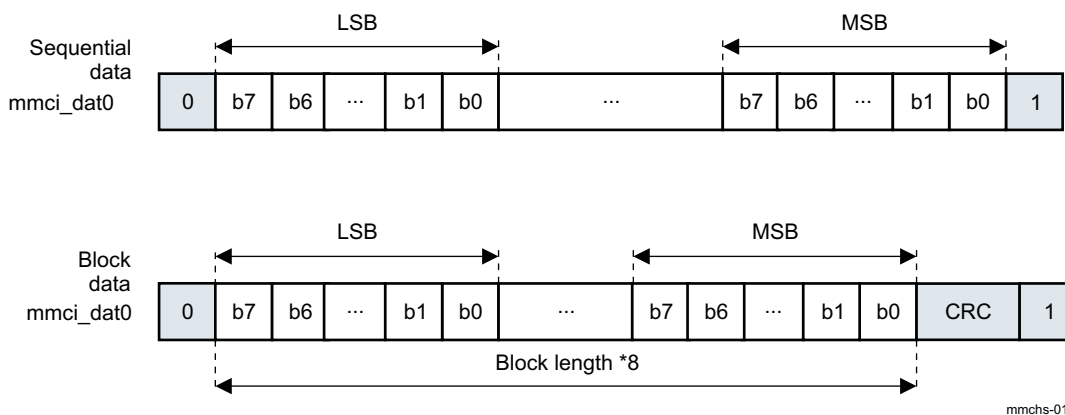 LSB MSB
Sequential
data
mmci_dat0 0 b7 b6 ... b1 b0 ... b7 b6 ... b1 b0 1
LSB MSB
Block
data
mmci_dat0 0 b7 b6 ... b1 b0 ... b7 b6 ... b1 b0 CRC 1
Block length *8